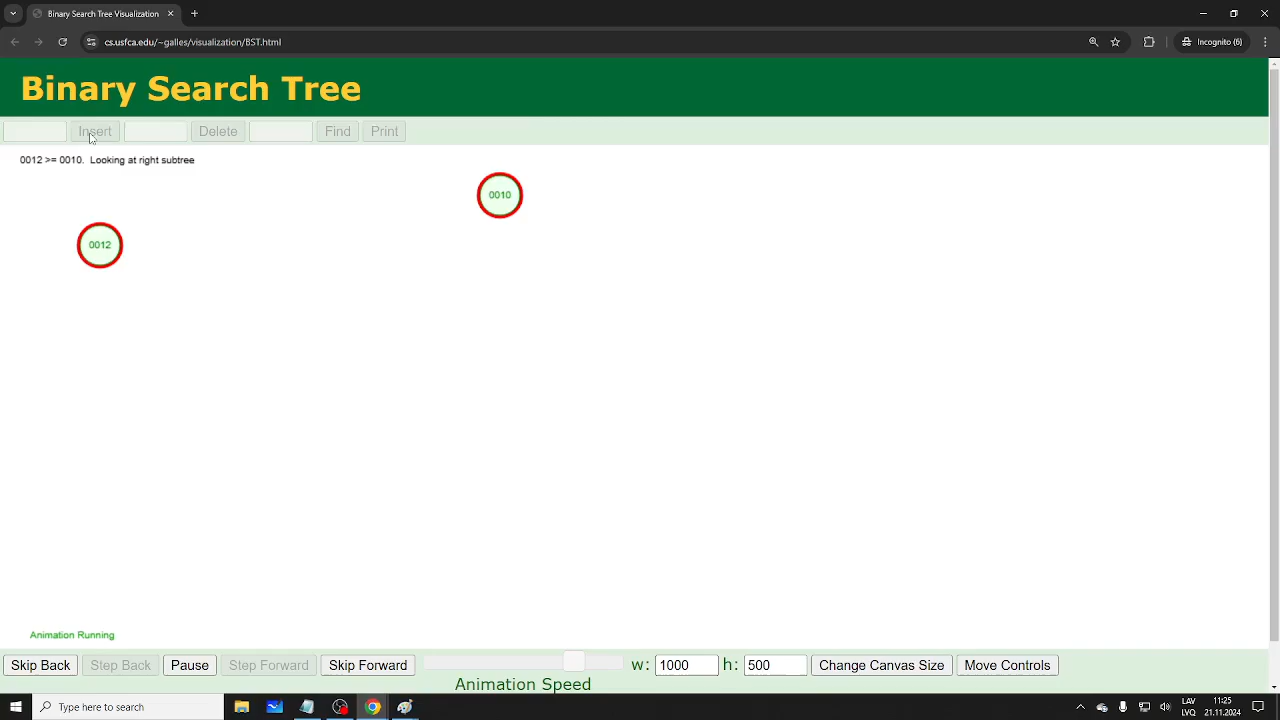 Binary Search Tree Visualization
cs.usfca.edu/~galles/visualization/BST.html
Incognito (6)
Binary Search Tree
Insert Delete Find Print
0012 >= 0010. Looking at right subtree
0010
0012
Animation Running
Skip Back Step Back Pause Step Forward Skip Forward w: 1000 h: 500 Change Canvas Size Move Controls
Animation Speed
Type here to search
LAV
LVQ
11:25
21.11.2024